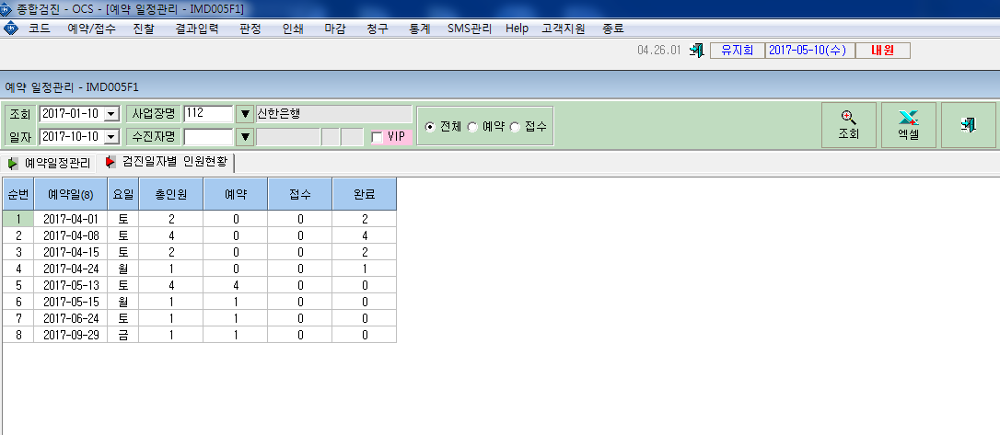 종합검진 - OCS - [예약 일정관리 - IMD005F1]
코드 예약/접수 진찰 결과입력 판정 인쇄 마감 청구 통계 SMS관리 Help 고객지원 종료
04.26.01 유지희 2017-05-10(수) 내원
예약 일정관리 - IMD005F1
조회 2017-01-10 사업장명 112 신한은행
일자 2017-10-10 수진자명 VIP
전체 예약 접수
조회 엑셀
예약일정관리 검진일자별 인원현황
순번 예약일(8) 요일 총인원 예약 접수 완료
1 2017-04-01 토 2 0 0 2
2 2017-04-08 토 4 0 0 4
3 2017-04-15 토 2 0 0 2
4 2017-04-24 월 1 0 0 1
5 2017-05-13 토 4 4 0 0
6 2017-05-15 월 1 1 0 0
7 2017-06-24 토 1 1 0 0
8 2017-09-29 금 1 1 0 0